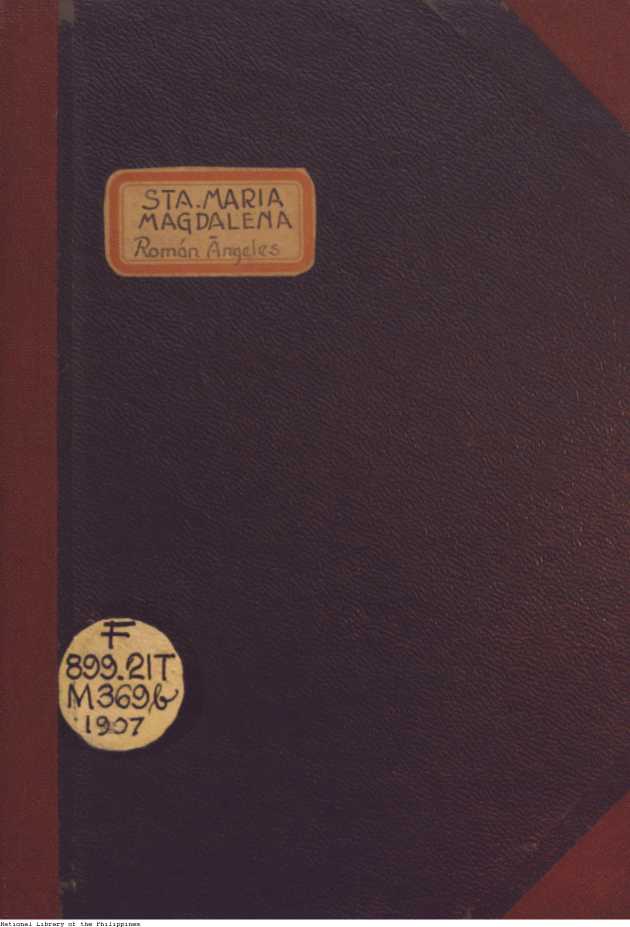 STA. MARIA
MAGDALENA
Román Ángeles
F
899.21T
M369b
1907
National Library of the Philippines